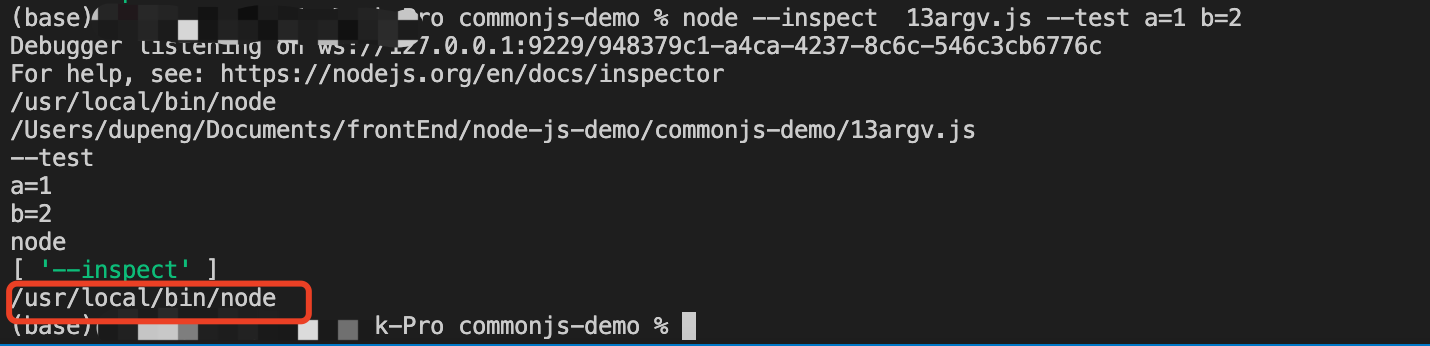 (base) Pro commonjs-demo % node --inspect  13argv.js --test a=1 b=2
Debugger listening on ws://127.0.0.1:9229/948379c1-a4ca-4237-8c6c-546c3cb6776c
For help, see: https://nodejs.org/en/docs/inspector
/usr/local/bin/node
/Users/dupeng/Documents/frontEnd/node-js-demo/commonjs-demo/13argv.js
--test
a=1
b=2
node
[ '--inspect' ]
/usr/local/bin/node
(base) k-Pro commonjs-demo %